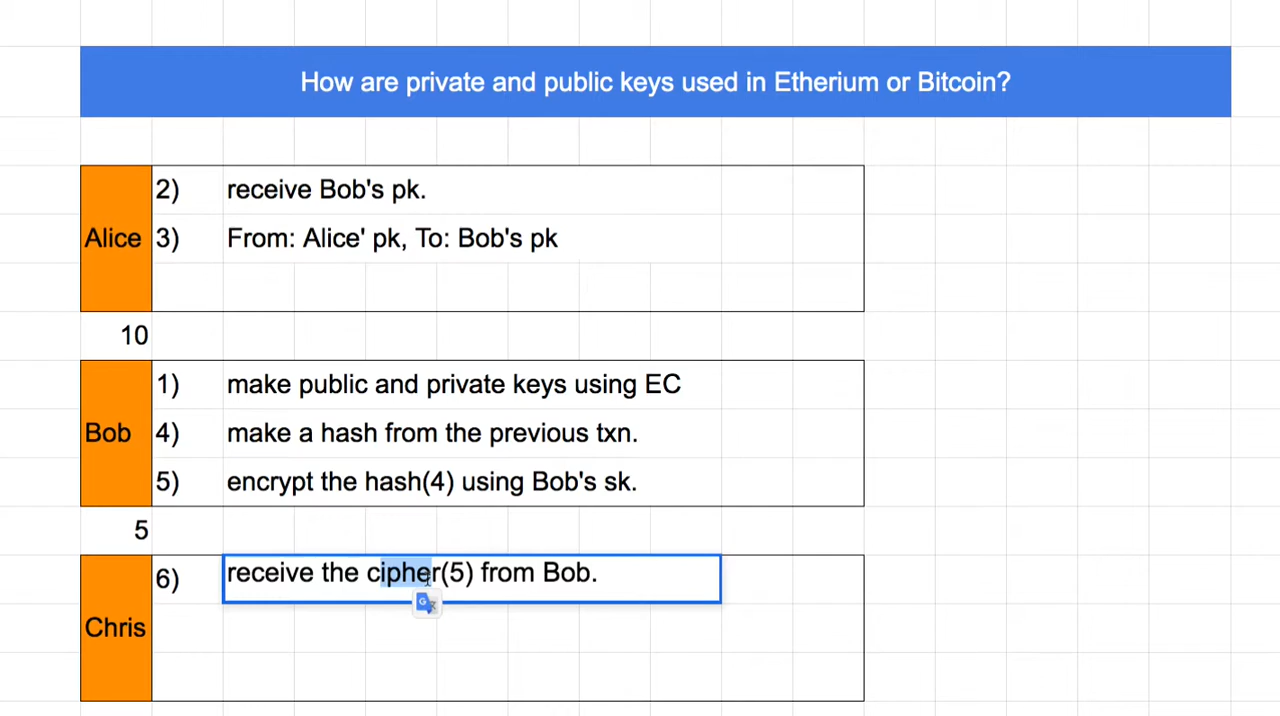 How are private and public keys used in Etherium or Bitcoin?
2) receive Bob's pk.
Alice 3) From: Alice' pk, To: Bob's pk
10
1) make public and private keys using EC
Bob 4) make a hash from the previous txn.
5) encrypt the hash(4) using Bob's sk.
5
6) receive the cipher(5) from Bob.
Chris